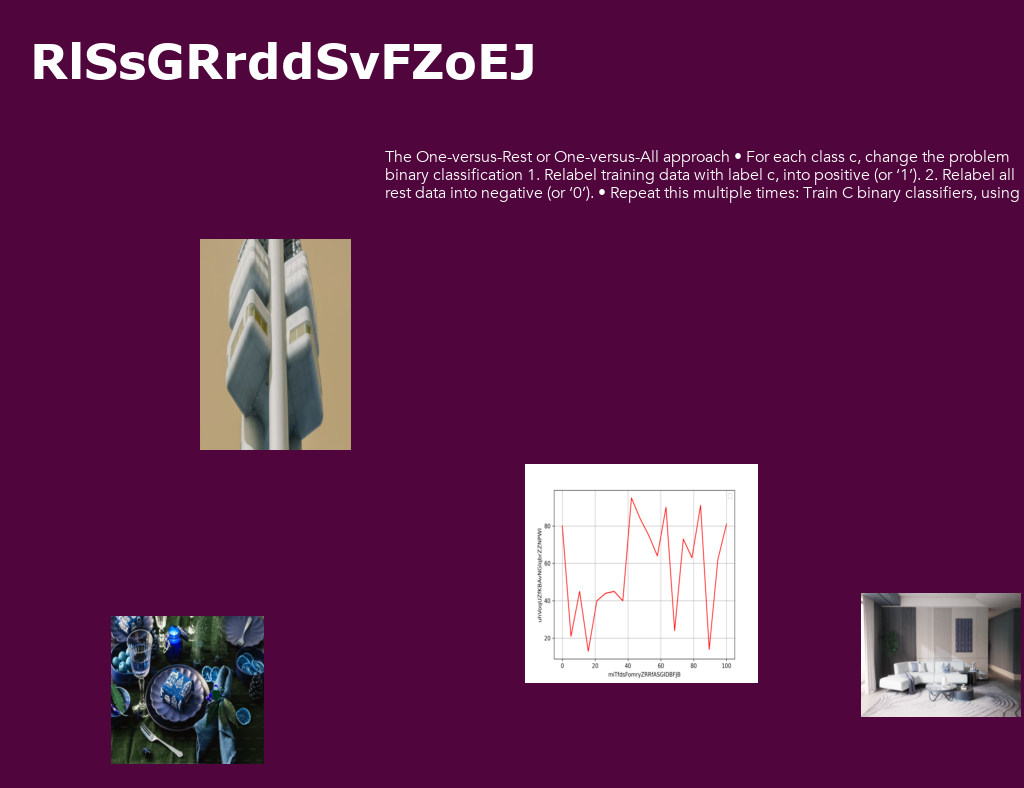 RlSsGRrddSvFZoEJ
The One-versus-Rest or One-versus-All approach • For each class c, change the problem
binary classification 1. Relabel training data with label c, into positive (or ‘1’). 2. Relabel all
rest data into negative (or ‘0’). • Repeat this multiple times: Train C binary classifiers, using
80
60
40
20
0 20 40 60 80 100